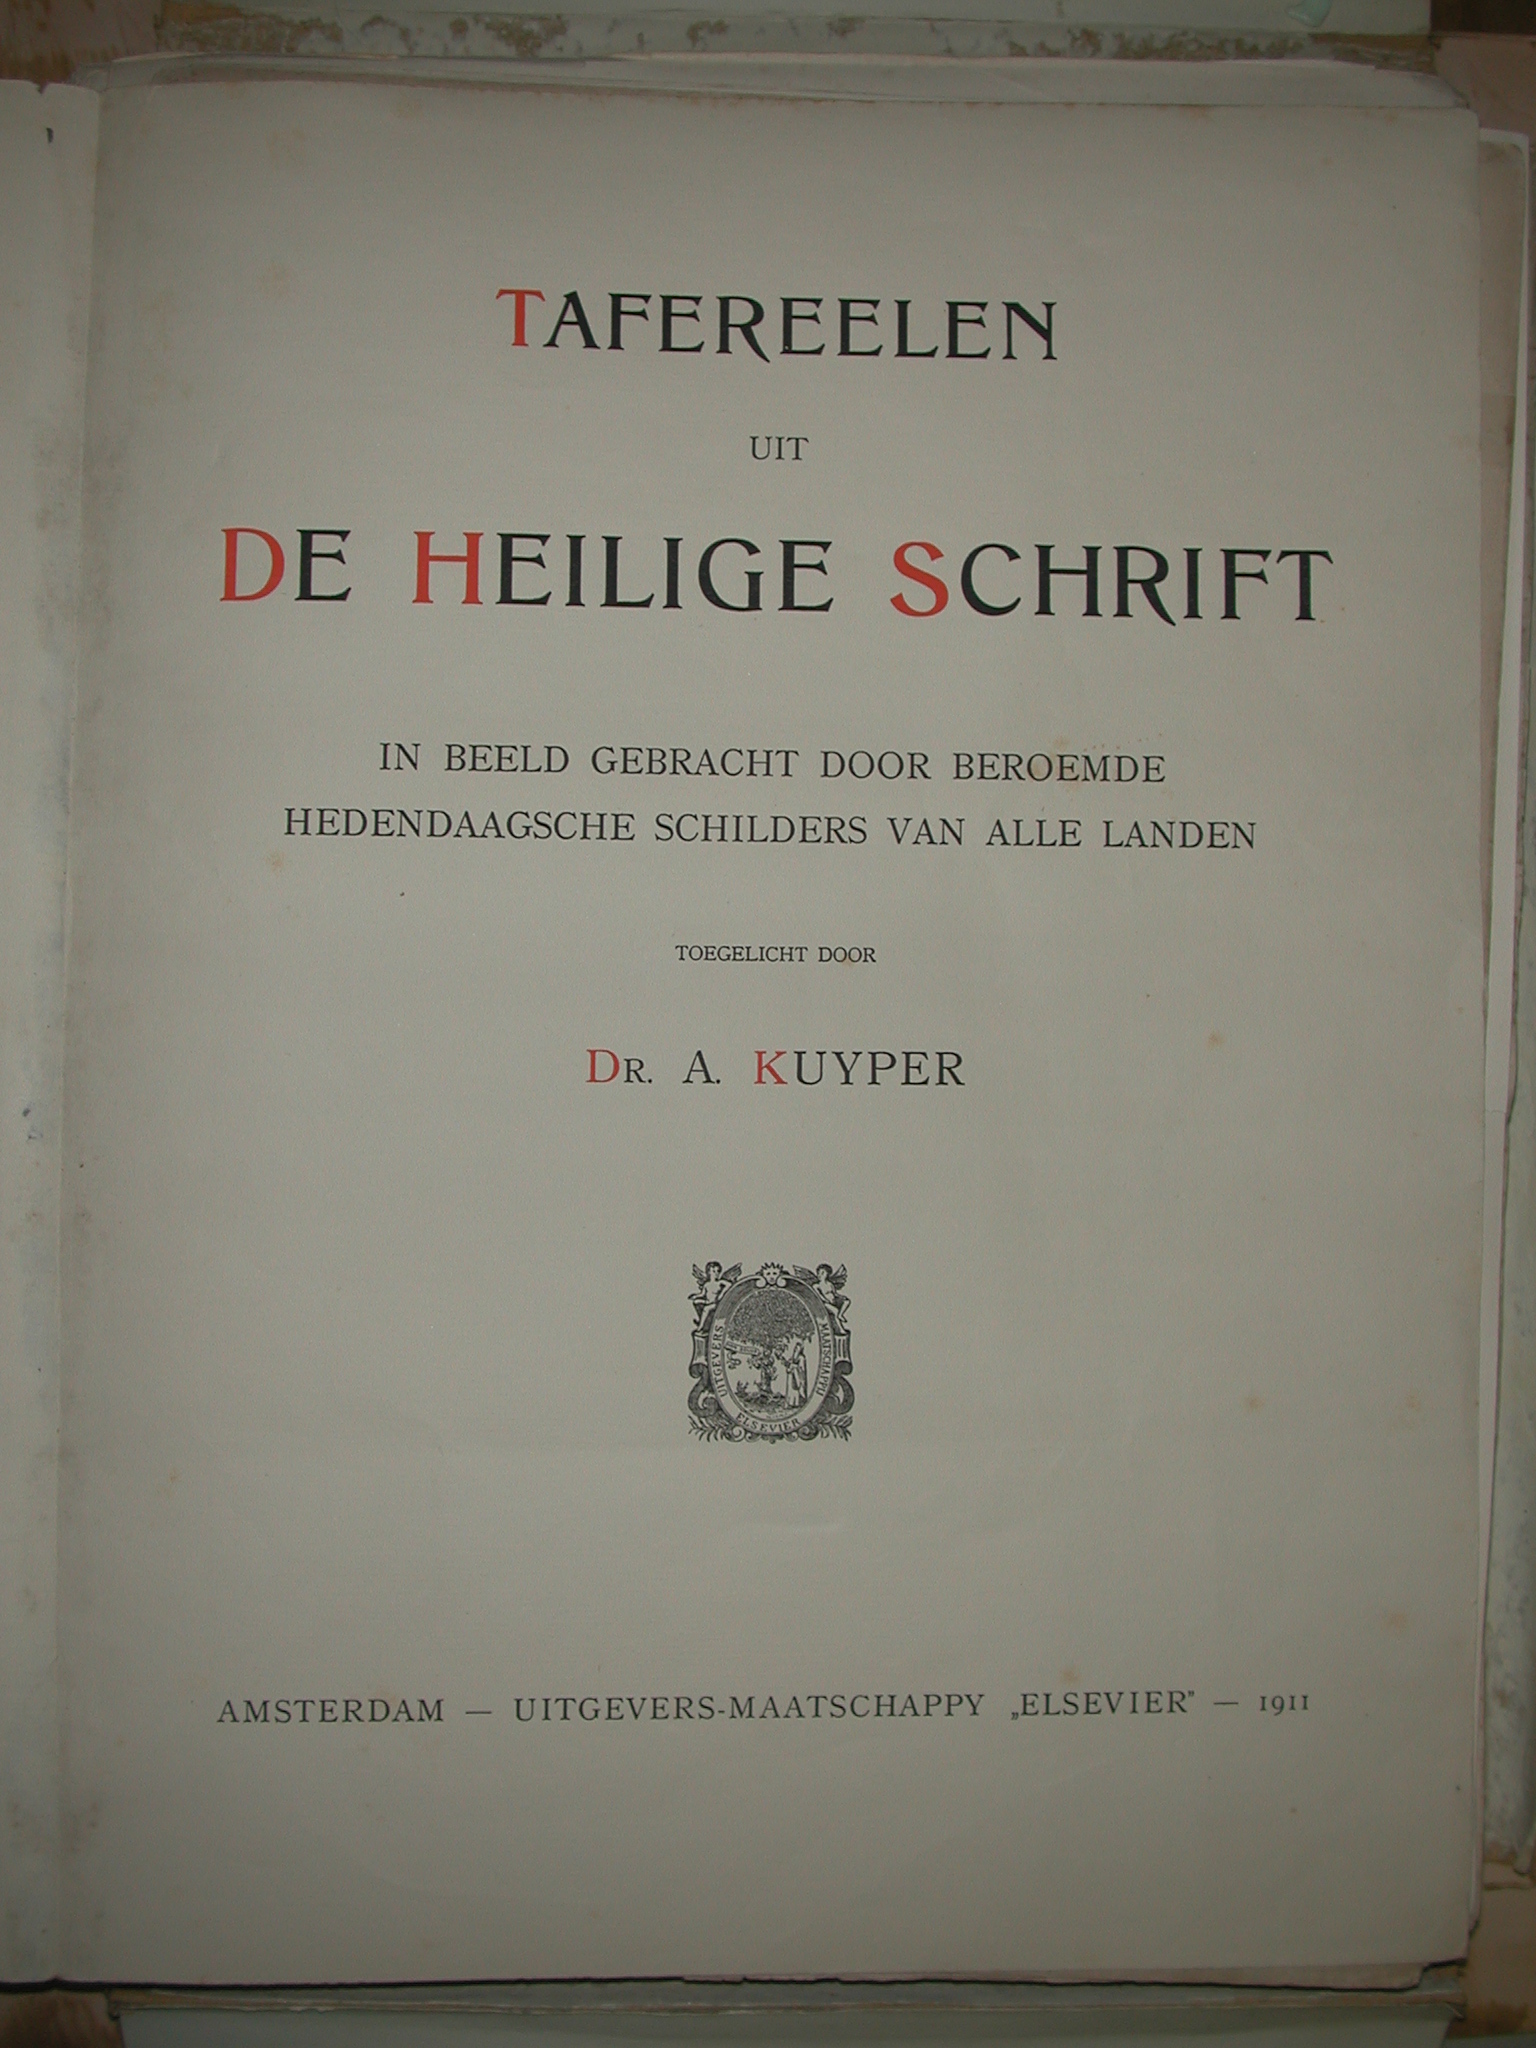 TAFEREELEN
UIT
DE HEILIGE SCHRIFT
IN BEELD GEBRACHT DOOR BEROEMDE
HEDENDAAGSCHE SCHILDERS VAN ALLE LANDEN
TOEGELICHT DOOR
DR. A. KUYPER
UITGEVERS MAATSCHAPPIJ
ELSEVIER
AMSTERDAM — UITGEVERS-MAATSCHAPPY „ELSEVIER” — 1911